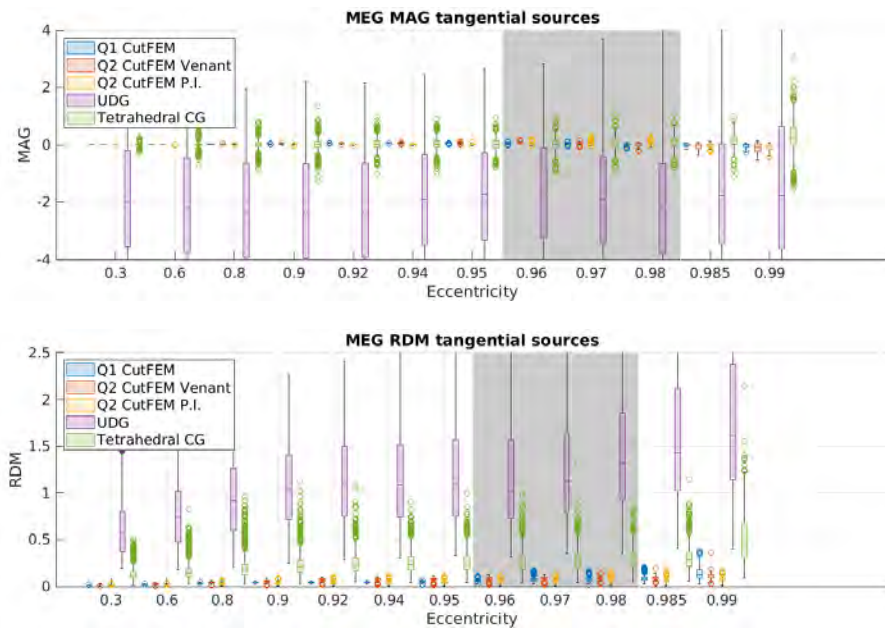 MEG MAG tangential sources
4
2
0
-2
-4
MAG
Q1 CutFEM
Q2 CutFEM Venant
Q2 CutFEM P.I.
UDG
Tetrahedral CG
0.3 0.6 0.8 0.9 0.92 0.94 0.95 0.96 0.97 0.98 0.985 0.99
Eccentricity
MEG RDM tangential sources
2.5
2
1.5
1
0.5
0
RDM
Q1 CutFEM
Q2 CutFEM Venant
Q2 CutFEM P.I.
UDG
Tetrahedral CG
0.3 0.6 0.8 0.9 0.92 0.94 0.95 0.96 0.97 0.98 0.985 0.99
Eccentricity